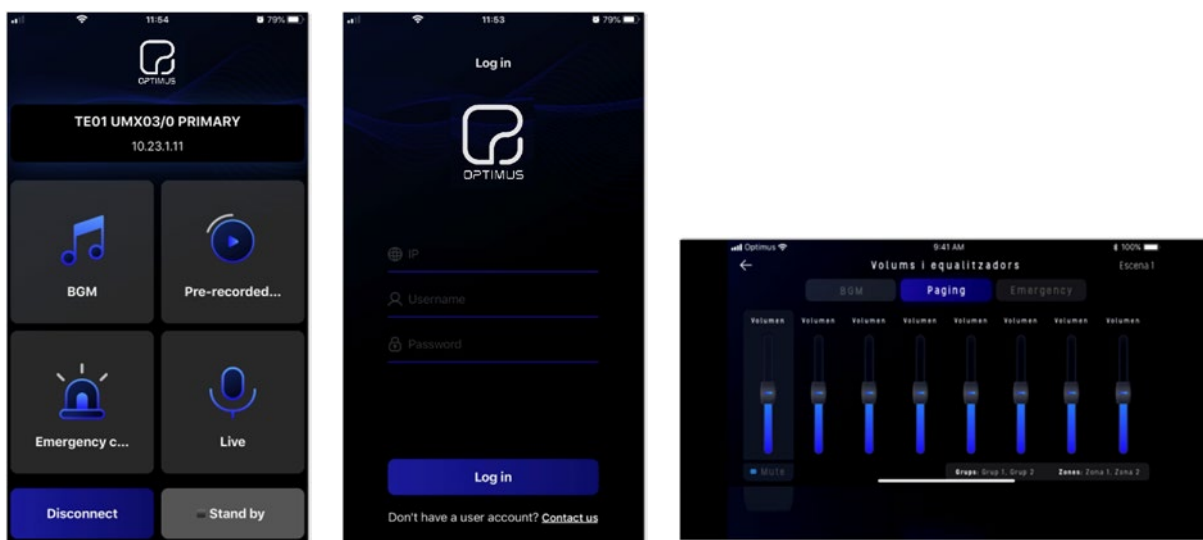 11:54
79%
OPTIMUS
TE01 UMX03/0 PRIMARY
10.23.1.11
BGM
Pre-recorded...
Emergency c...
Live
Disconnect
Stand by
11:53
79%
Log in
OPTIMUS
IP
Username
Password
Log in
Don't have a user account? Contact us
Optimus
9:41 AM
100%
Volums i equalitzadors
Escena 1
BGM
Paging
Emergency
Volumen Volumen Volumen Volumen Volumen Volumen Volumen Volumen
Mute
Grups: Grup 1, Grup 2
Zones: Zona 1, Zona 2